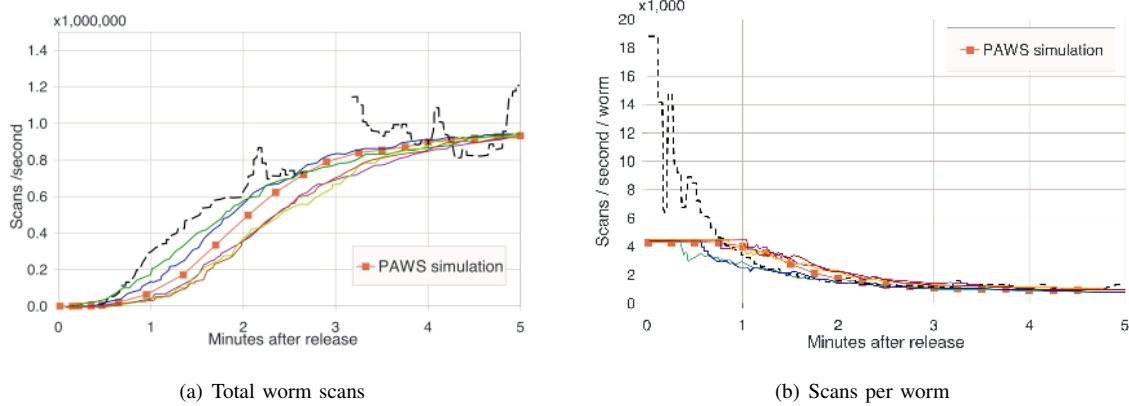 x1,000,000
1.4
1.2
1.0
0.8
0.6
0.4
0.2
0.0
Scans /second
PAWS simulation
0 1 2 3 4 5
Minutes after release
(a) Total worm scans
x1,000
20
18
16
14
12
10
8
6
4
2
0
Scans / second / worm
PAWS simulation
0 1 2 3 4 5
Minutes after release
(b) Scans per worm